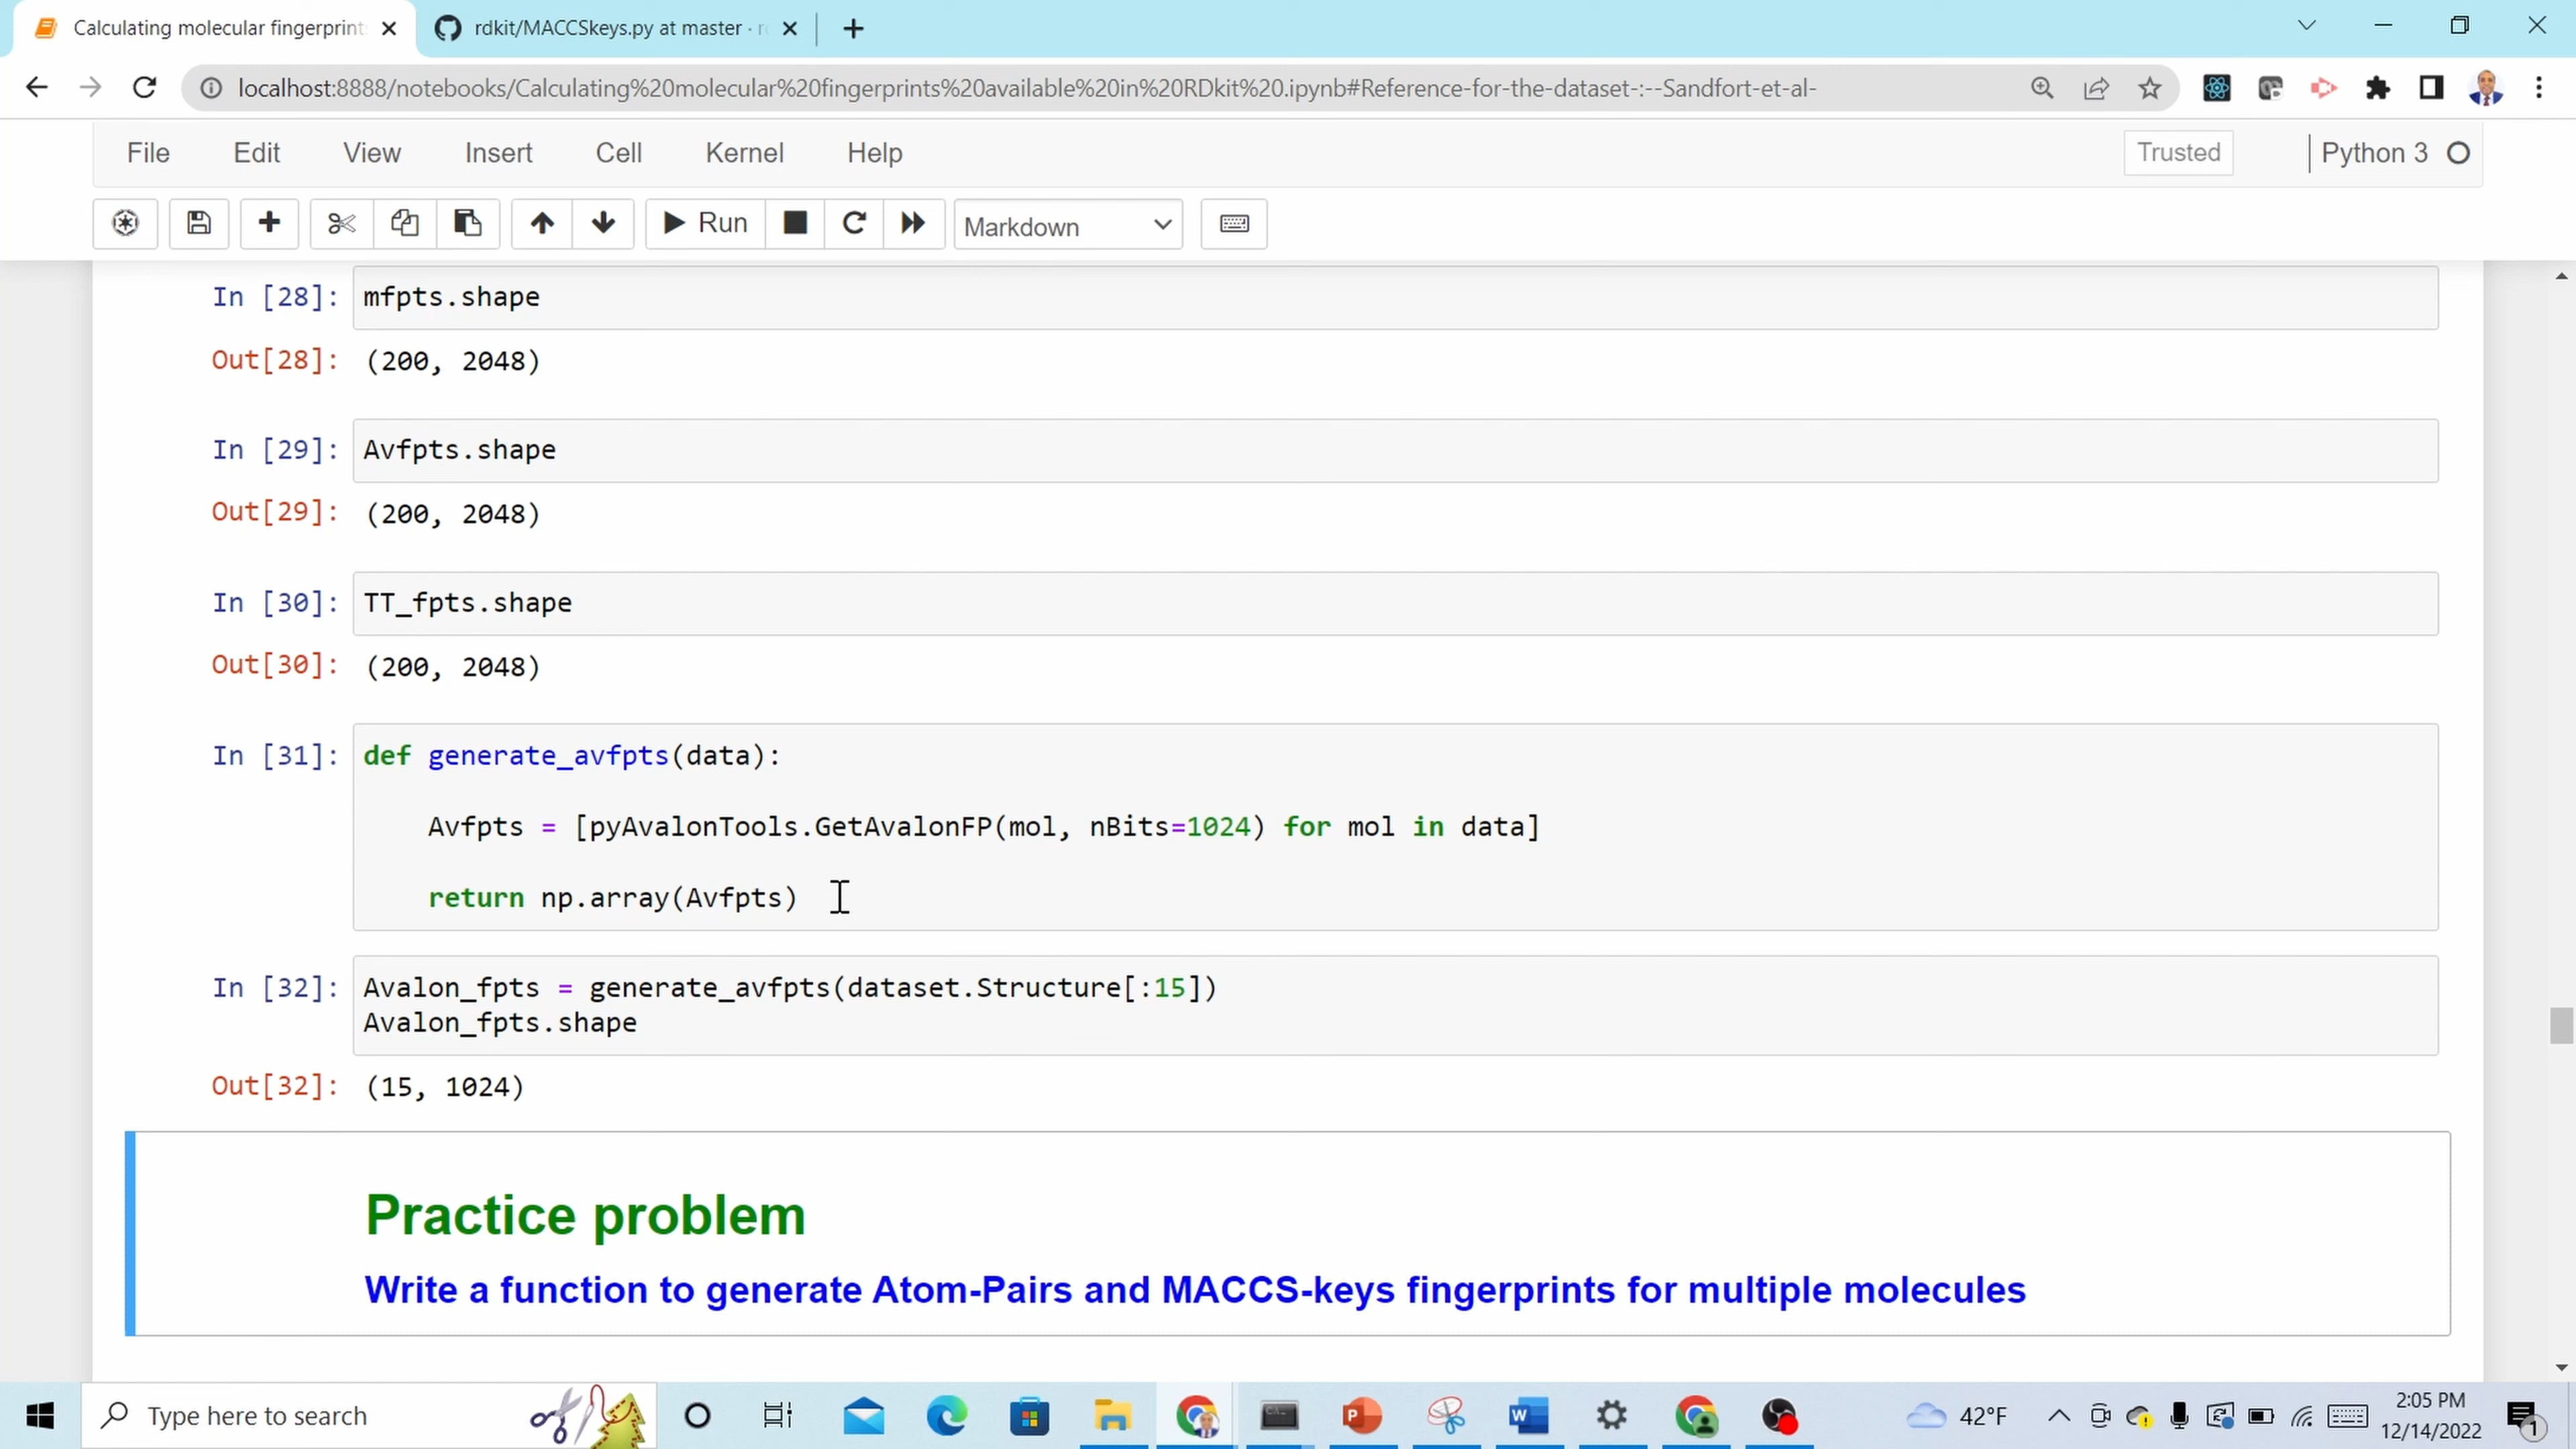 Calculating molecular fingerprint
rdkit/MACCSkeys.py at master · r
localhost:8888/notebooks/Calculating%20molecular%20fingerprints%20available%20in%20RDkit%20.ipynb#Reference-for-the-dataset-:--Sandfort-et-al-
File Edit View Insert Cell Kernel Help Trusted Python 3
Run Markdown
In [28]: mfpts.shape
Out[28]: (200, 2048)
In [29]: Avfpts.shape
Out[29]: (200, 2048)
In [30]: TT_fpts.shape
Out[30]: (200, 2048)
In [31]: def generate_avfpts(data):
Avfpts = [pyAvalonTools.GetAvalonFP(mol, nBits=1024) for mol in data]
return np.array(Avfpts)
In [32]: Avalon_fpts = generate_avfpts(dataset.Structure[:15])
Avalon_fpts.shape
Out[32]: (15, 1024)
Practice problem
Write a function to generate Atom-Pairs and MACCS-keys fingerprints for multiple molecules
Type here to search
42°F
2:05 PM
12/14/2022
1